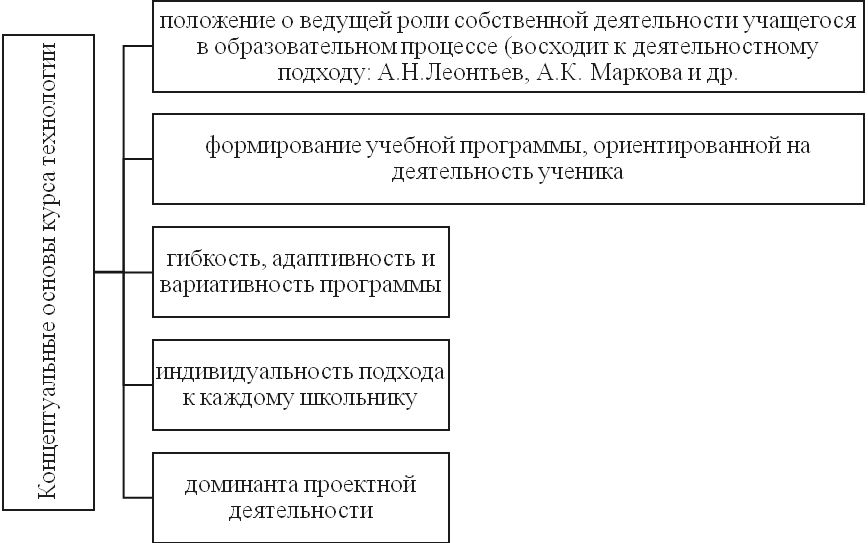 Концептуальные основы курса технологии
положение о ведущей роли собственной деятельности учащегося
в образовательном процессе (восходит к деятельностному
подходу: А.Н.Леонтьев, А.К. Маркова и др.
формирование учебной программы, ориентированной на
деятельность ученика
гибкость, адаптивность и
вариативность программы
индивидуальность подхода
к каждому школьнику
доминанта проектной
деятельности